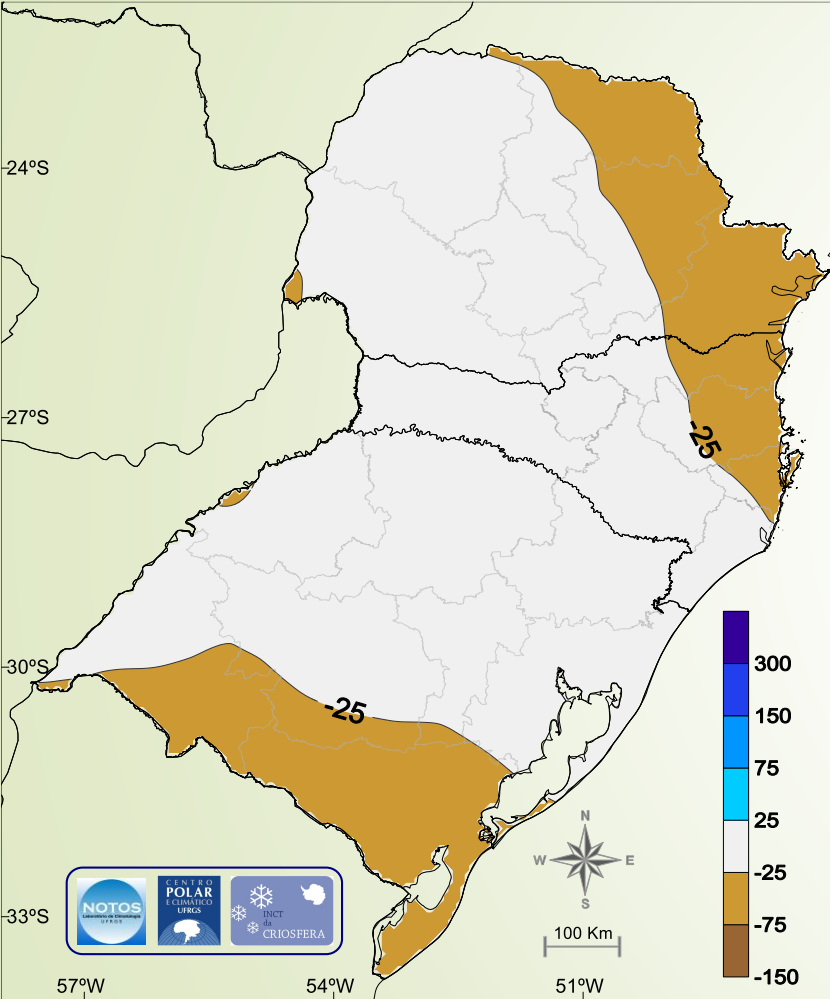 24ºS
27ºS
-25
30ºS
-25
300
150
75
25
-25
-75
-150
N
W E
S
100 Km
NOTOS
Laboratório de Climatologia
UFRGS
CENTRO
POLAR
E CLIMÁTICO
UFRGS
INCT
da
CRIOSFERA
33ºS
57ºW
54ºW
51ºW